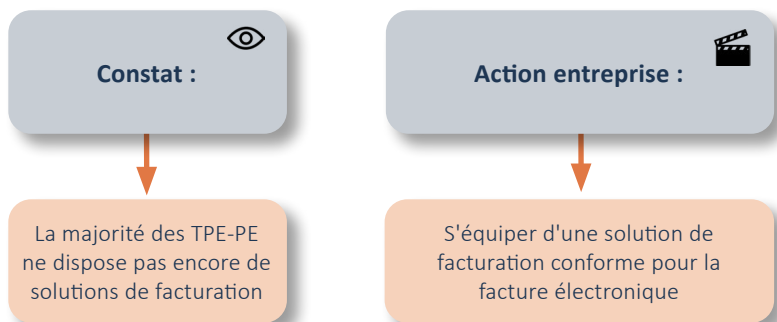 Constat :
Action entreprise :
La majorité des TPE-PE
ne dispose pas encore de
solutions de facturation
S'équiper d'une solution de
facturation conforme pour la
facture électronique